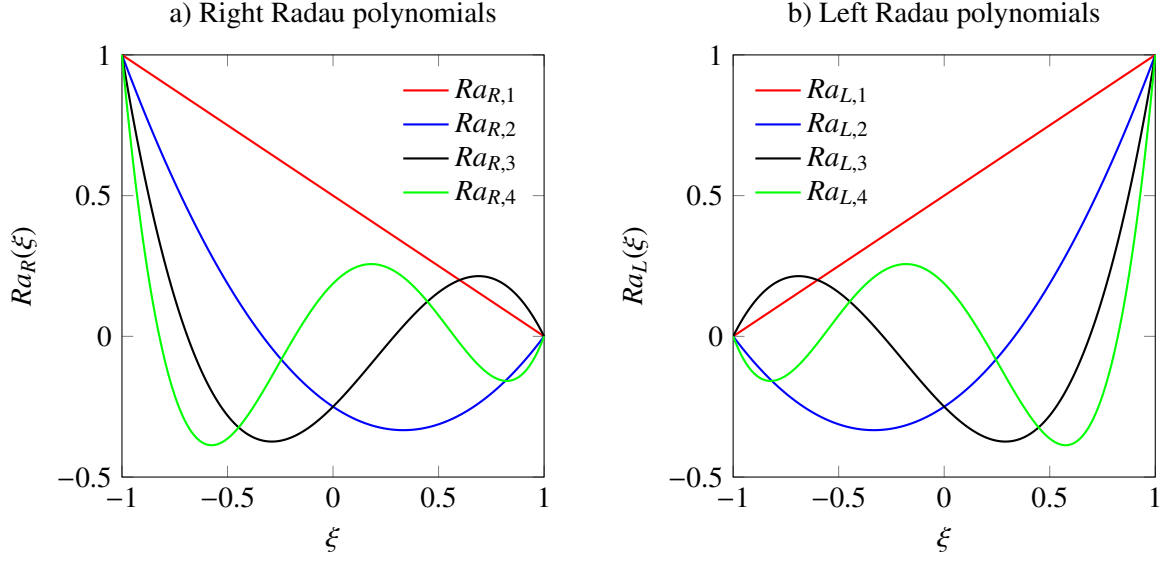 a) Right Radau polynomials
1
0.5
0
−0.5
−1
−0.5
0
0.5
1
ξ
Ra_R(ξ)
Ra_{R,1}
Ra_{R,2}
Ra_{R,3}
Ra_{R,4}
b) Left Radau polynomials
1
0.5
0
−0.5
−1
−0.5
0
0.5
1
ξ
Ra_L(ξ)
Ra_{L,1}
Ra_{L,2}
Ra_{L,3}
Ra_{L,4}